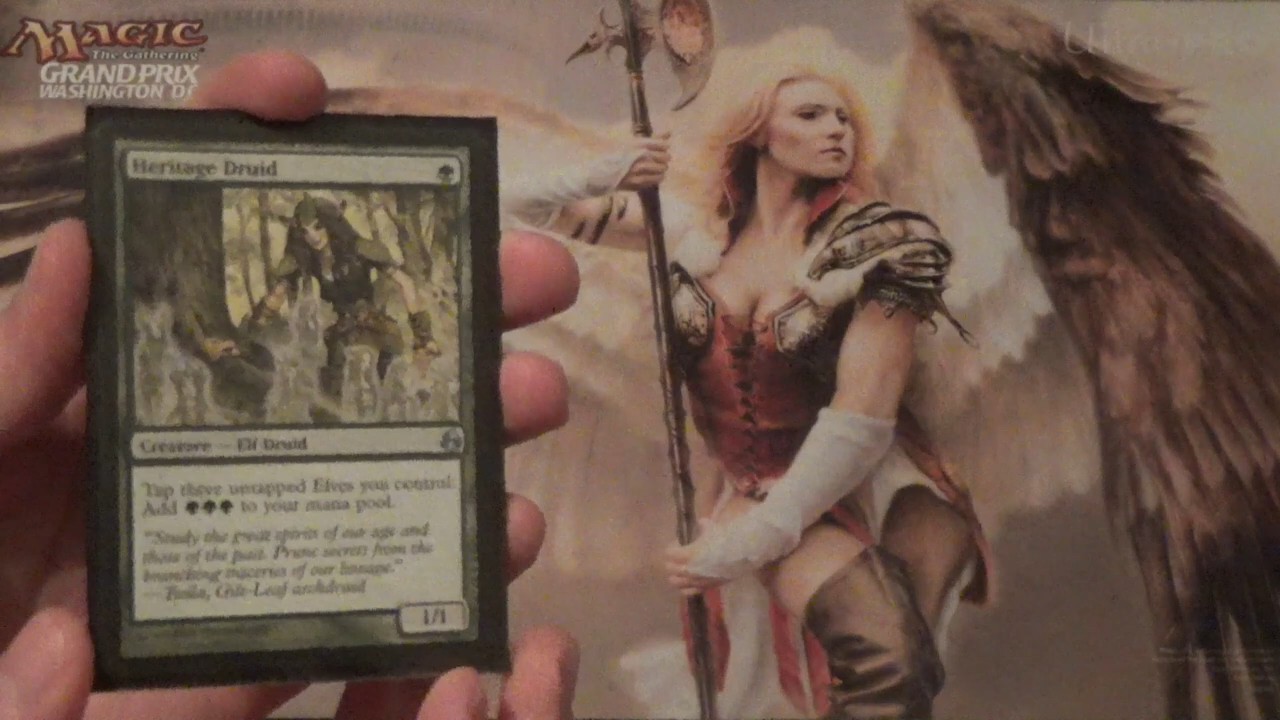 MAGIC
The Gathering
GRAND PRIX
WASHINGTON DC
Heritage Druid
Creature — Elf Druid
Tap three untapped Elves you control:
Add to your mana pool.
"Study the great spirits of our age and
those of the past. Prune secrets from the
branching mazes of our lineage."
Gilt-Leaf archdruid
1/1